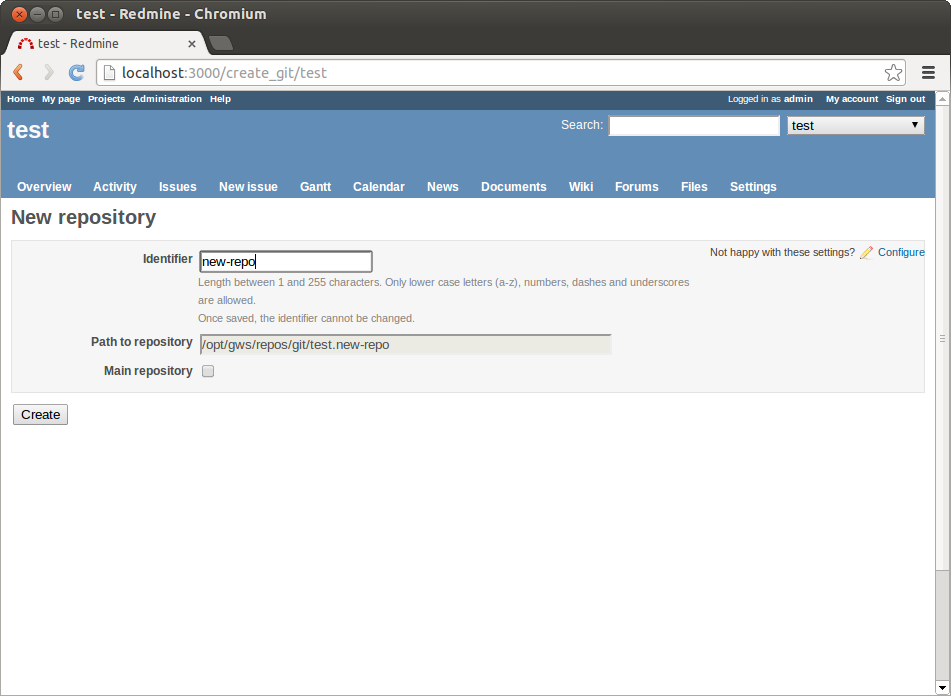 test - Redmine - Chromium
test - Redmine
localhost:3000/create_git/test
Home My page Projects Administration Help Logged in as admin My account Sign out
test Search: test
Overview Activity Issues New issue Gantt Calendar News Documents Wiki Forums Files Settings
New repository
Not happy with these settings? Configure
Identifier new-repo
Length between 1 and 255 characters. Only lower case letters (a-z), numbers, dashes and underscores
are allowed.
Once saved, the identifier cannot be changed.
Path to repository /opt/gws/repos/git/test.new-repo
Main repository
Create